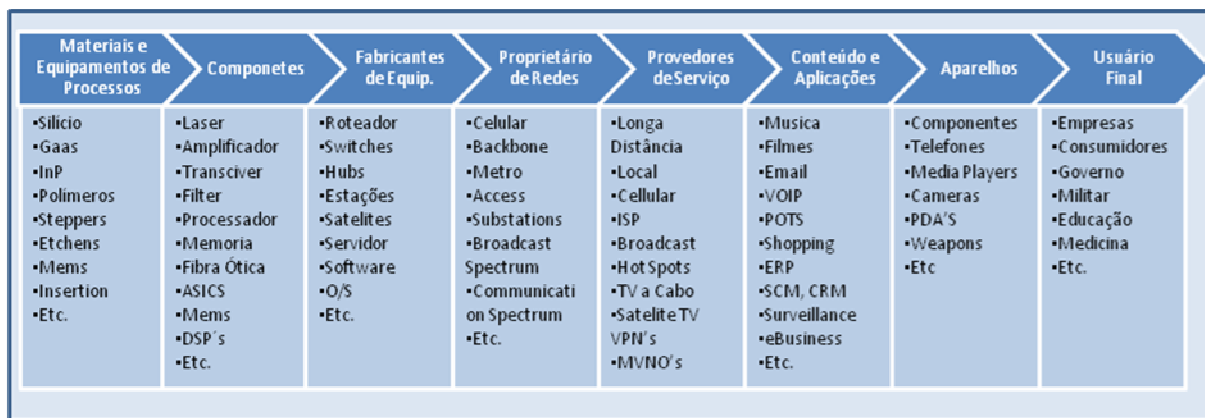 Materiais e
Equipamentos de
Processos
Componetes
Fabricantes
de Equip.
Proprietário
de Redes
Provedores
de Serviço
Conteúdo e
Aplicações
Aparelhos
Usuário
Final
▪Silício
▪Gaas
▪InP
▪Polímeros
▪Steppers
▪Etchens
▪Mems
▪Insertion
▪Etc.
▪Laser
▪Amplificador
▪Transciver
▪Filter
▪Processador
▪Memoria
▪Fibra Ótica
▪ASICS
▪Mems
▪DSP´s
▪Etc.
▪Roteador
▪Switches
▪Hubs
▪Estações
▪Satelites
▪Servidor
▪Software
▪O/S
▪Etc.
▪Celular
▪Backbone
▪Metro
▪Access
▪Substations
▪Broadcast
Spectrum
▪Communicati
on Spectrum
▪Etc.
▪Longa
Distância
▪Local
▪Cellular
▪ISP
▪Broadcast
▪Hot Spots
▪TV a Cabo
▪Satelite TV
VPN’s
▪MVNO’s
▪Musica
▪Filmes
▪Email
▪VOIP
▪POTS
▪Shopping
▪ERP
▪SCM, CRM
▪Surveillance
▪eBusiness
▪Etc.
▪Componentes
▪Telefones
▪Media Players
▪Cameras
▪PDA’S
▪Weapons
▪Etc
▪Empresas
▪Consumidores
▪Governo
▪Militar
▪Educação
▪Medicina
▪Etc.